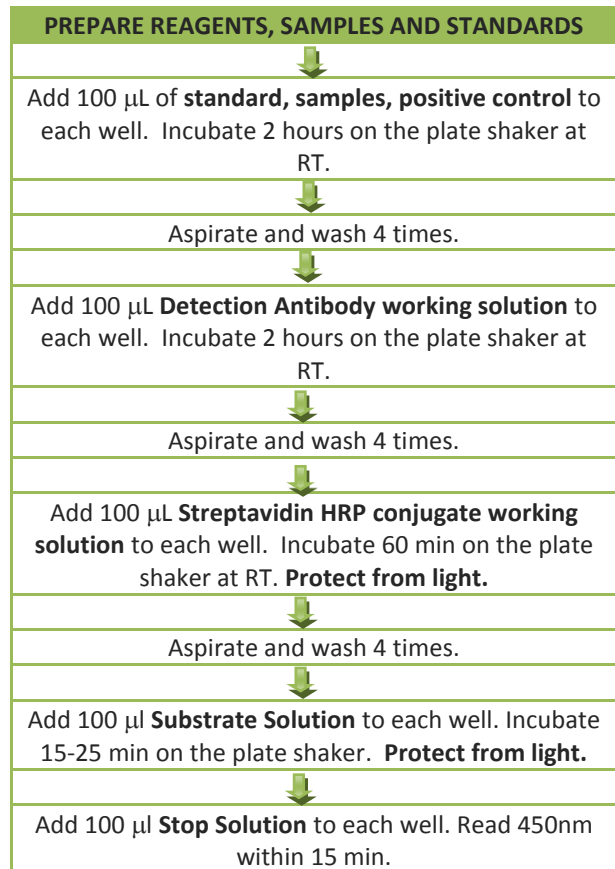 PREPARE REAGENTS, SAMPLES AND STANDARDS
Add 100 μL of standard, samples, positive control to
each well.  Incubate 2 hours on the plate shaker at
RT.
Aspirate and wash 4 times.
Add 100 μL Detection Antibody working solution to
each well.  Incubate 2 hours on the plate shaker at
RT.
Aspirate and wash 4 times.
Add 100 μL Streptavidin HRP conjugate working
solution to each well.  Incubate 60 min on the plate
shaker at RT. Protect from light.
Aspirate and wash 4 times.
Add 100 μl Substrate Solution to each well. Incubate
15-25 min on the plate shaker.  Protect from light.
Add 100 μl Stop Solution to each well. Read 450nm
within 15 min.